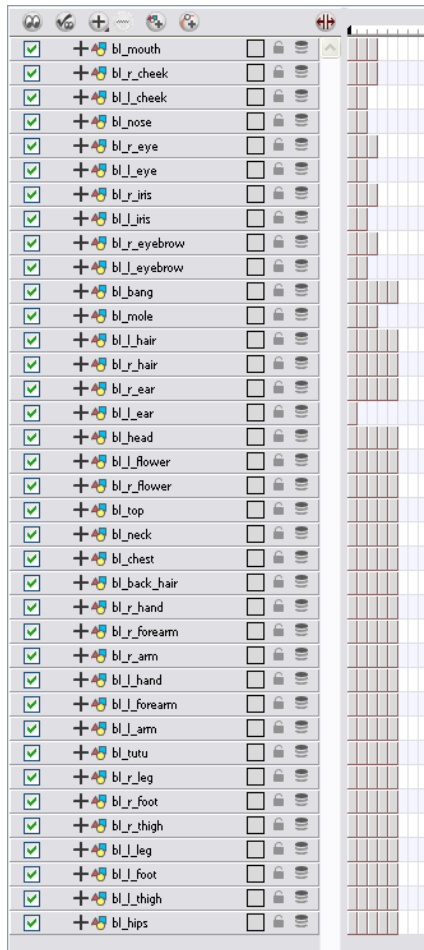 bl_mouth
bl_r_cheek
bl_l_cheek
bl_nose
bl_r_eye
bl_l_eye
bl_r_iris
bl_l_iris
bl_r_eyebrow
bl_l_eyebrow
bl_bang
bl_mole
bl_l_hair
bl_r_hair
bl_r_ear
bl_l_ear
bl_head
bl_l_flower
bl_r_flower
bl_top
bl_neck
bl_chest
bl_back_hair
bl_r_hand
bl_r_forearm
bl_r_arm
bl_l_hand
bl_l_forearm
bl_l_arm
bl_tutu
bl_r_leg
bl_r_foot
bl_r_thigh
bl_l_leg
bl_l_foot
bl_l_thigh
bl_hips